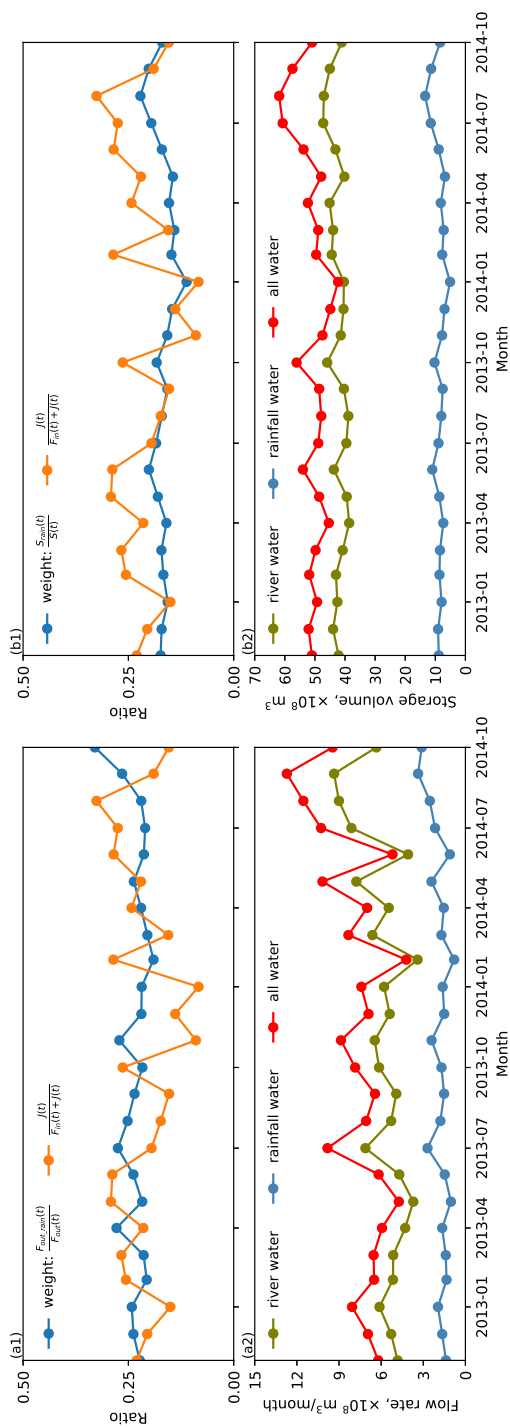 (a1)
weight: F_out_rain(t)/F_out(t)
J(t)/F_in(t)+J(t)
Ratio
0.50
0.25
0.00
(a2)
river water
rainfall water
all water
Flow rate, ×10⁸ m³/month
15
12
9
6
3
0
2013-01
2013-04
2013-07
2013-10
2014-01
2014-04
2014-07
2014-10
Month
(b1)
weight: S_rain(t)/S(t)
J(t)/F_in(t)+J(t)
Ratio
0.50
0.25
0.00
(b2)
river water
rainfall water
all water
Storage volume, ×10⁸ m³
70
60
50
40
30
20
10
0
2013-01
2013-04
2013-07
2013-10
2014-01
2014-04
2014-07
2014-10
Month